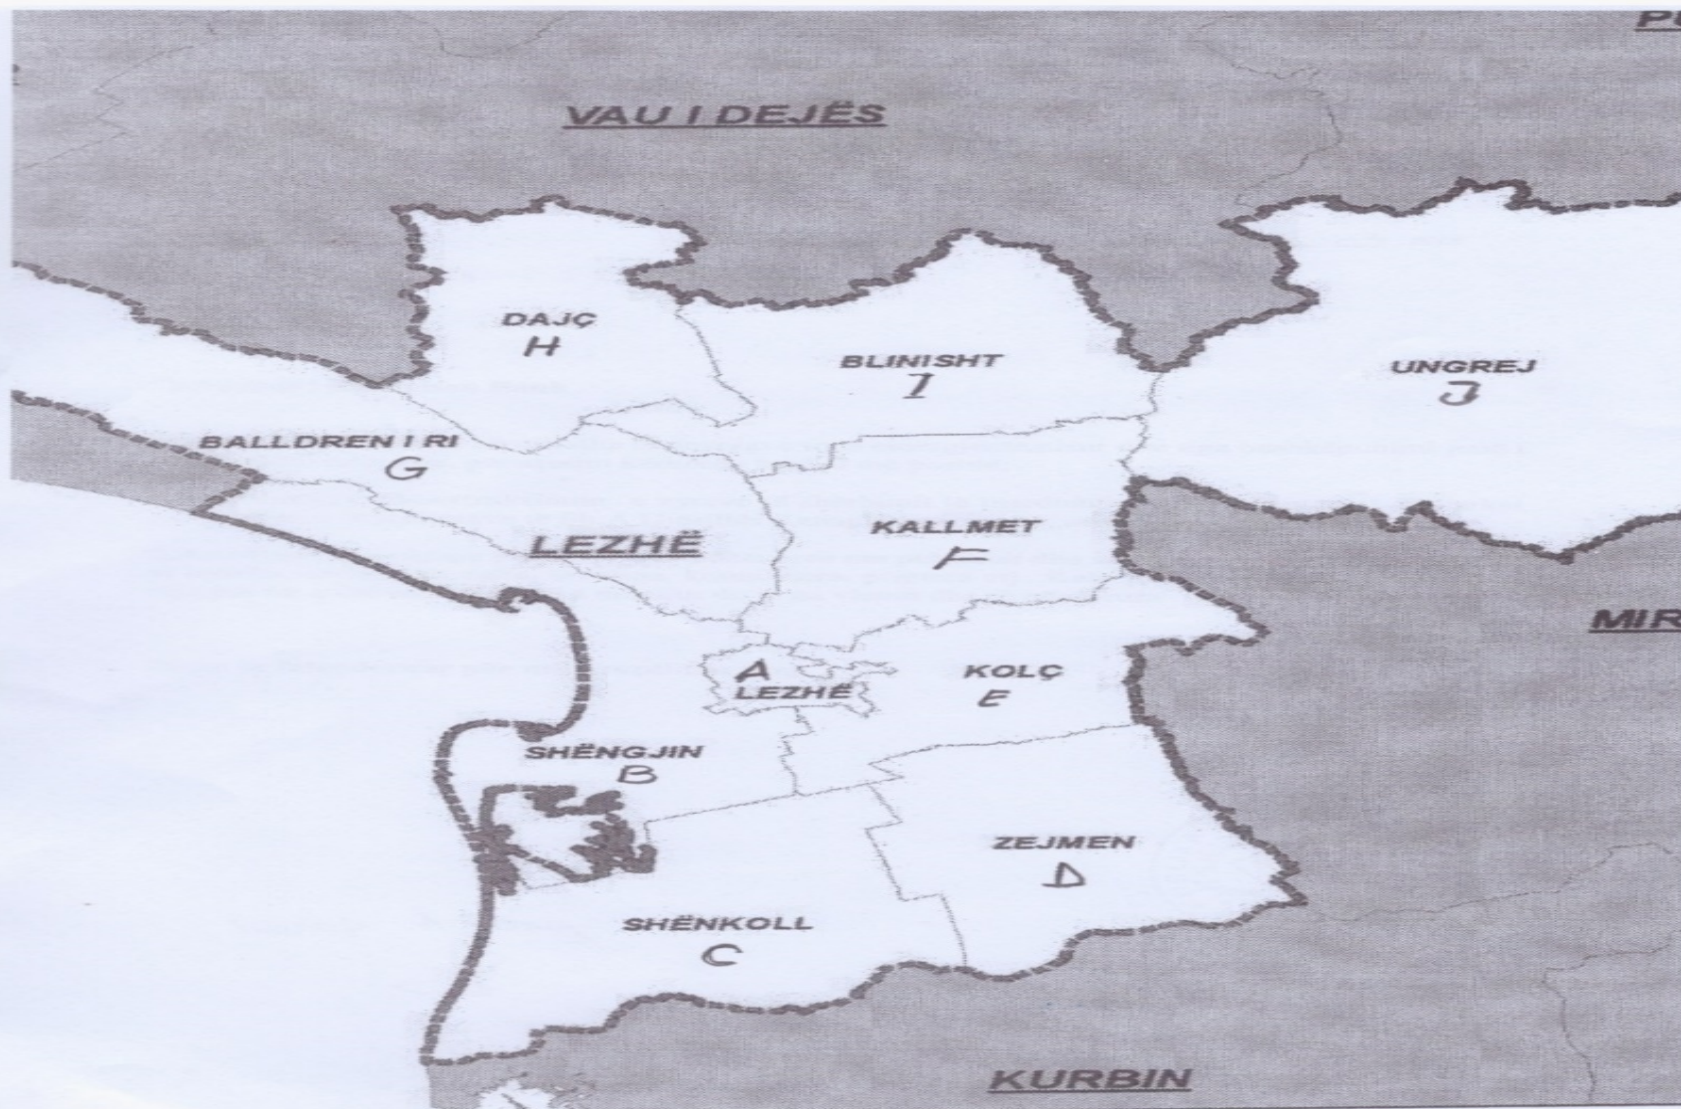 VAU I DEJËS
DAJÇ
H
BLINISHT
I
UNGREJ
J
BALLDREN I RI
G
LEZHË
KALLMET
F
A
LEZHË
KOLÇ
E
SHËNGJIN
B
ZEJMEN
D
SHËNKOLL
C
MIR
KURBIN